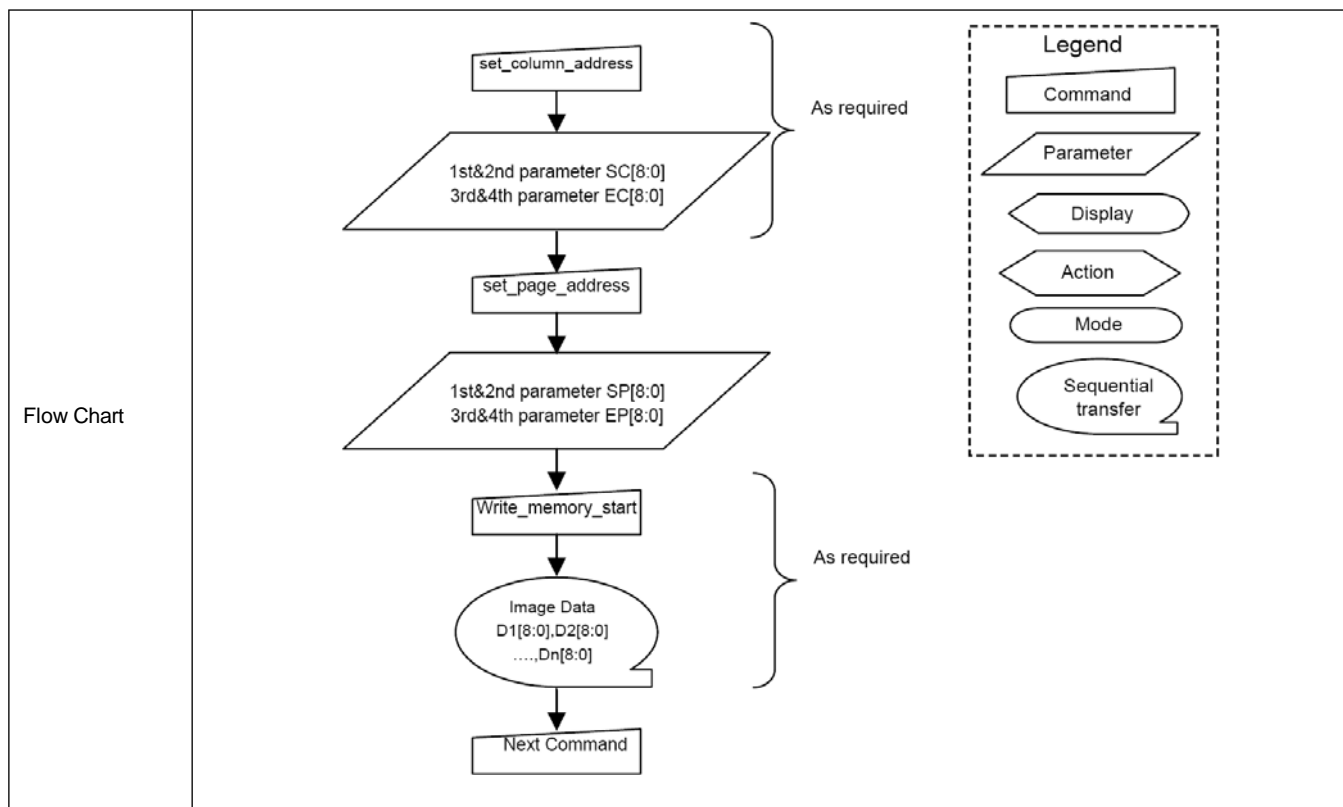 Flow Chart
set_column_address
1st&2nd parameter SC[8:0]
3rd&4th parameter EC[8:0]
As required
set_page_address
1st&2nd parameter SP[8:0]
3rd&4th parameter EP[8:0]
Write_memory_start
Image Data
D1[8:0],D2[8:0]
....,Dn[8:0]
As required
Next Command
Legend
Command
Parameter
Display
Action
Mode
Sequential
transfer